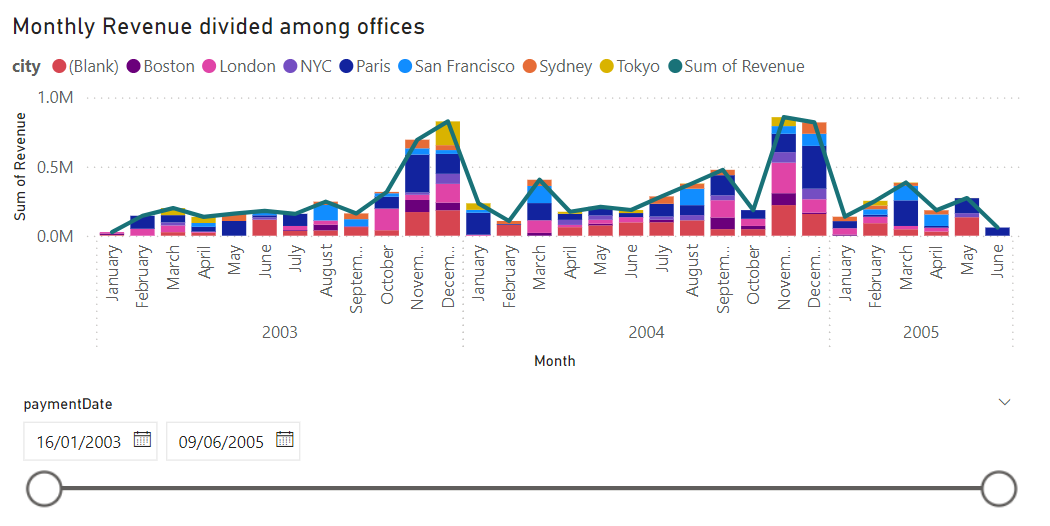 Monthly Revenue divided among offices
city (Blank) Boston London NYC Paris San Francisco Sydney Tokyo Sum of Revenue
1.0M
0.5M
0.0M
Sum of Revenue
January February March April May June July August Septem... October Novem... Decem... January February March April May June July August Septem... October Novem... Decem... January February March April May June
2003 2004 2005
Month
paymentDate
16/01/2003 09/06/2005